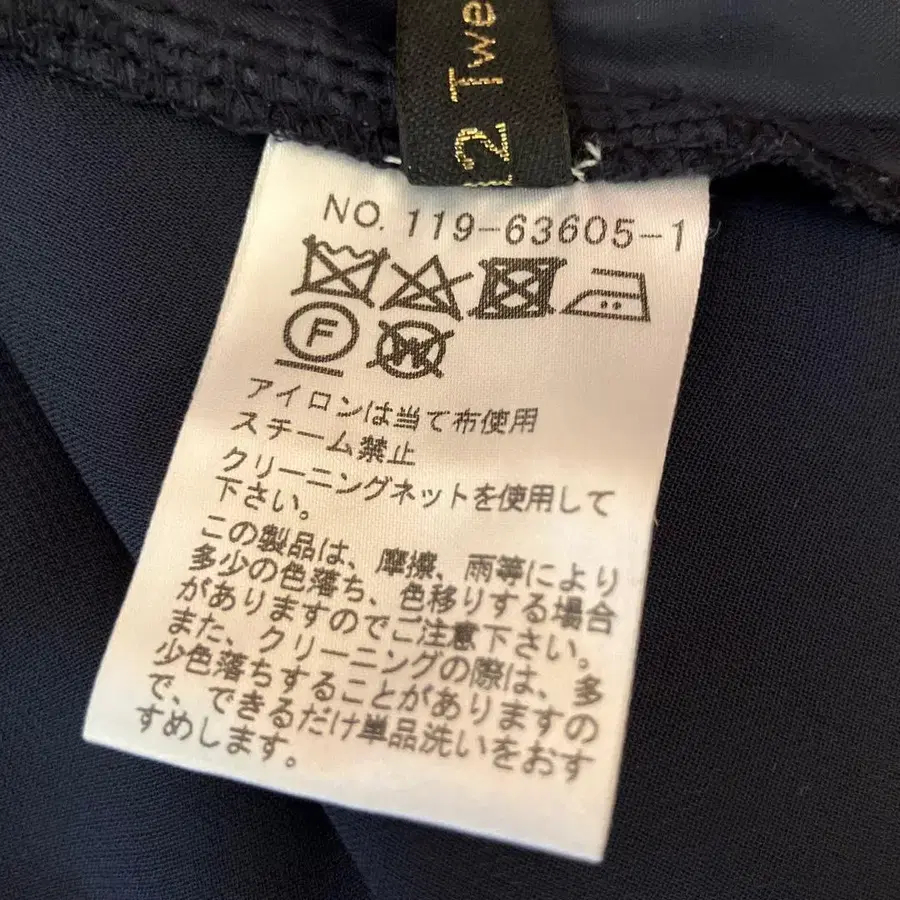 12 Twe
NO. 119-63605-1
F
W
アイロンは当て布使用
スチーム禁止
クリーニングネットを使用して
下さい。
この製品は、摩擦、雨等により
多少の色落ち、色移りする場合
がありますのでご注意下さい。
また、クリーニングの際は、多
少色落ちすることがありますの
で、できるだけ単品洗いをおす
すめします。